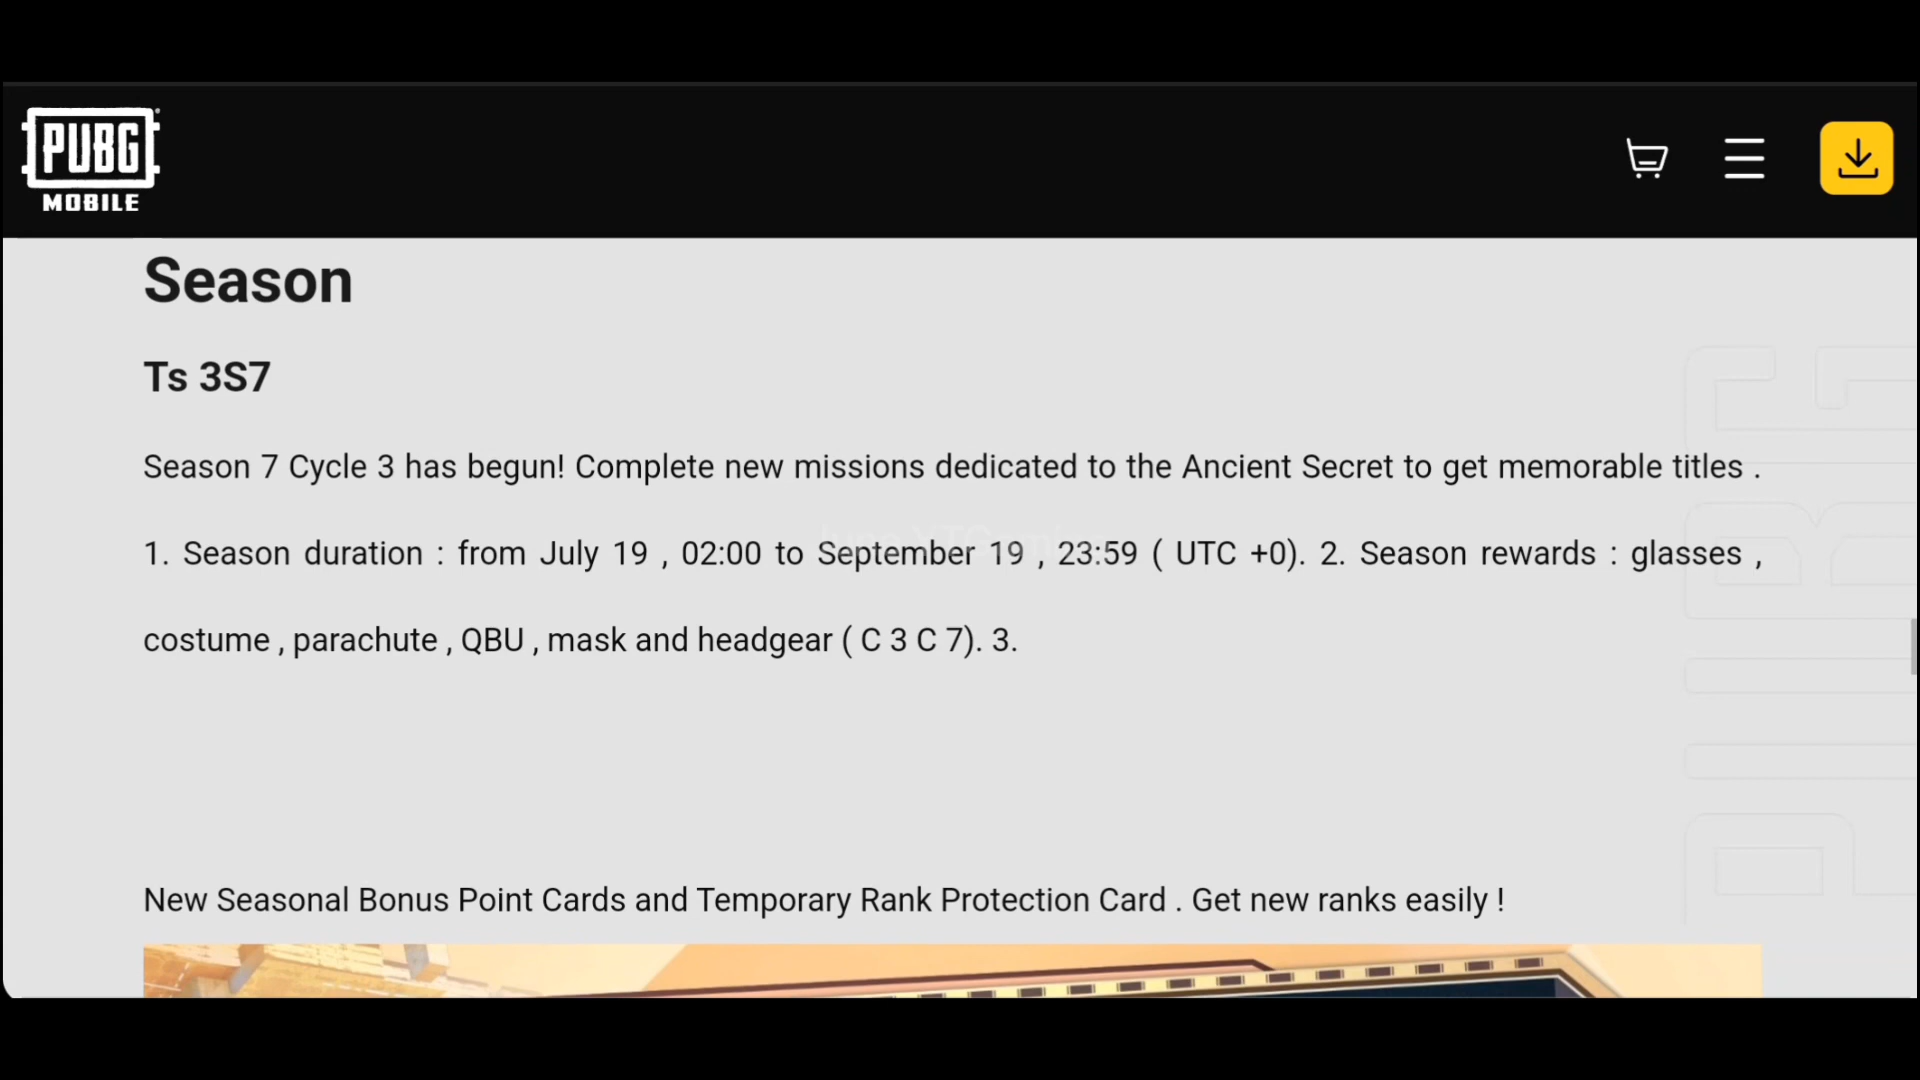 PUBG
MOBILE
Season
Ts 3S7
Season 7 Cycle 3 has begun! Complete new missions dedicated to the Ancient Secret to get memorable titles .
1. Season duration : from July 19 , 02:00 to September 19 , 23:59 ( UTC +0). 2. Season rewards : glasses ,
costume , parachute , QBU , mask and headgear ( C 3 C 7). 3.
New Seasonal Bonus Point Cards and Temporary Rank Protection Card . Get new ranks easily !
PUBG